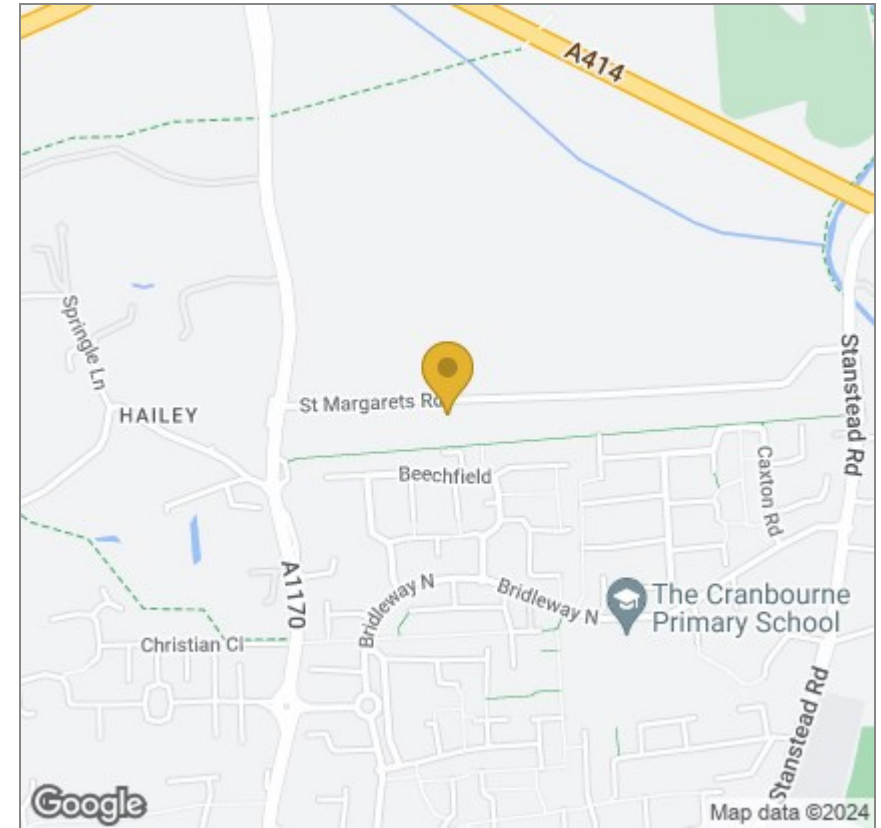 A414
Springle Ln
Stanstead Rd
St Margarets Rd
HAILEY
Beechfield
Caxton Rd
A1170
Bridleway N
Bridleway N
The Cranbourne
Primary School
Christian Cl
Stanstead Rd
Google
Map data ©2024